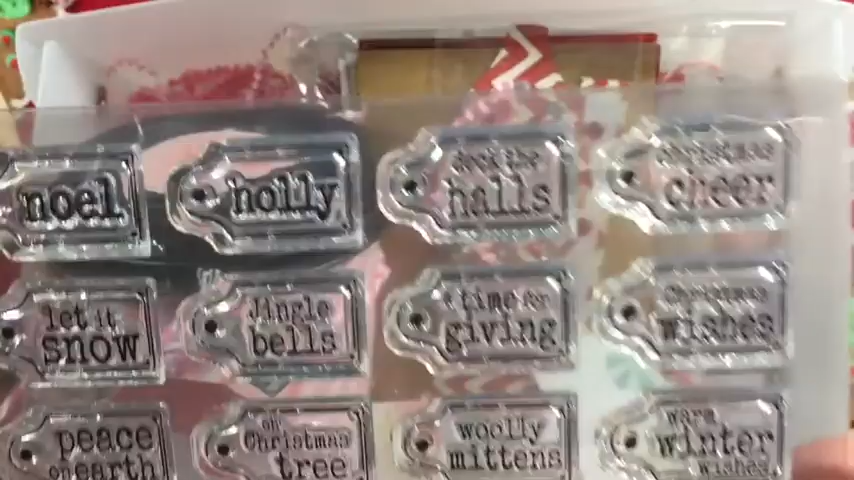 noel
holly
deck the
halls
christmas
cheer
let it
snow
Jingle
bells
a time for
giving
Christmas
wishes
peace
on earth
oh
Christmas
tree
woolly
mittens
warm
winter
wishes